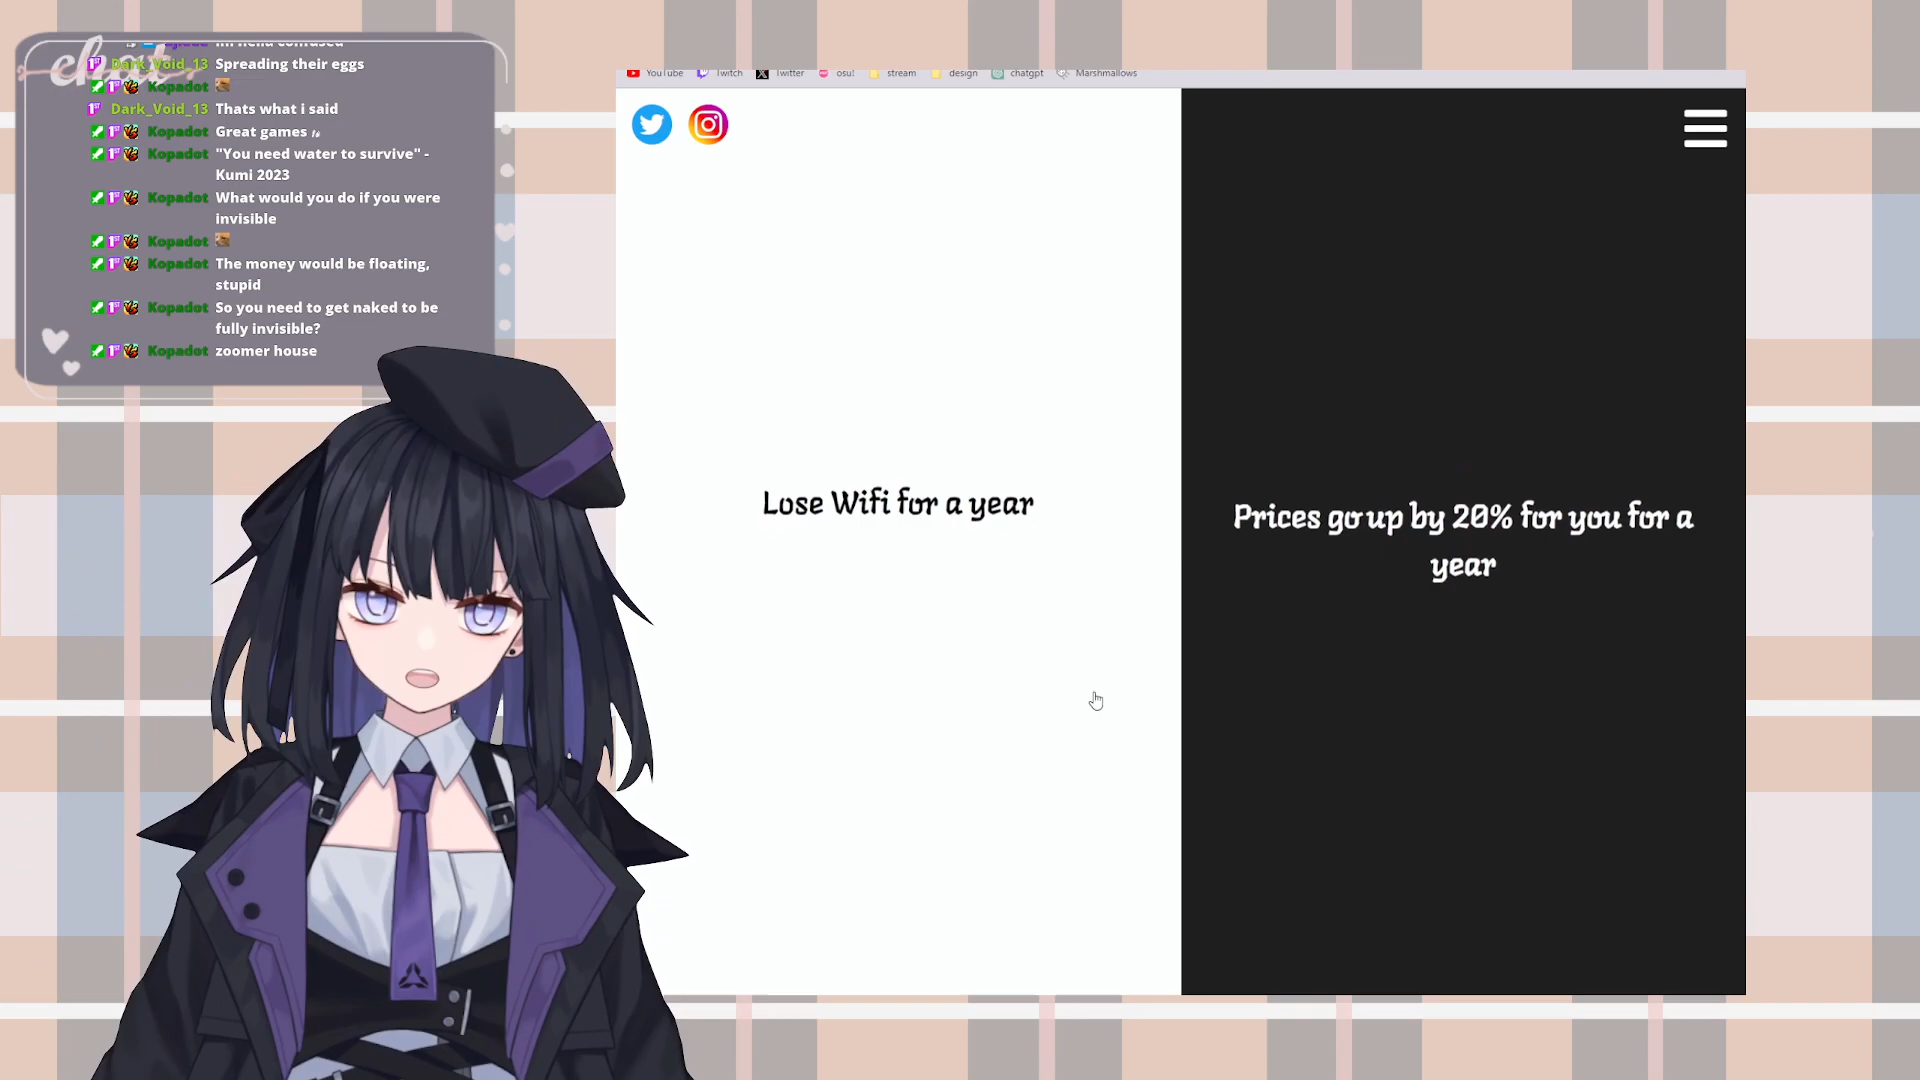 chat
Dark_Void_13 Spreading their eggs
Kopadot
Dark_Void_13 Thats what i said
Kopadot Great games
Kopadot "You need water to survive" -
Kumi 2023
Kopadot What would you do if you were
invisible
Kopadot
Kopadot The money would be floating,
stupid
Kopadot So you need to get naked to be
fully invisible?
Kopadot zoomer house
YouTube Twitch Twitter osu! stream design chatgpt Marshmallows
Lose Wifi for a year
Prices go up by 20% for you for a
year